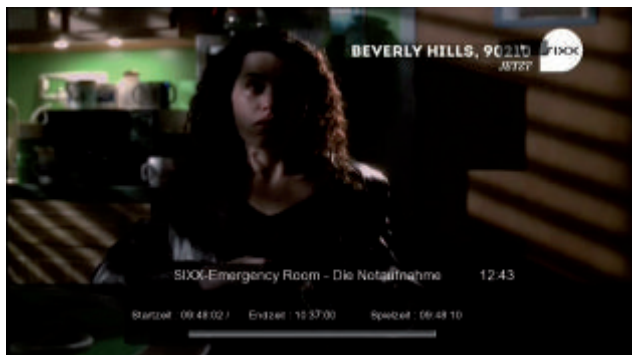 BEVERLY HILLS, 90210 sixx
JETZT
SIXX-Emergency Room - Die Notaufnahme 12:43
Startzeit : 09:48:02 / Endzeit : 10:37:00 Spielzeit : 09:48:10